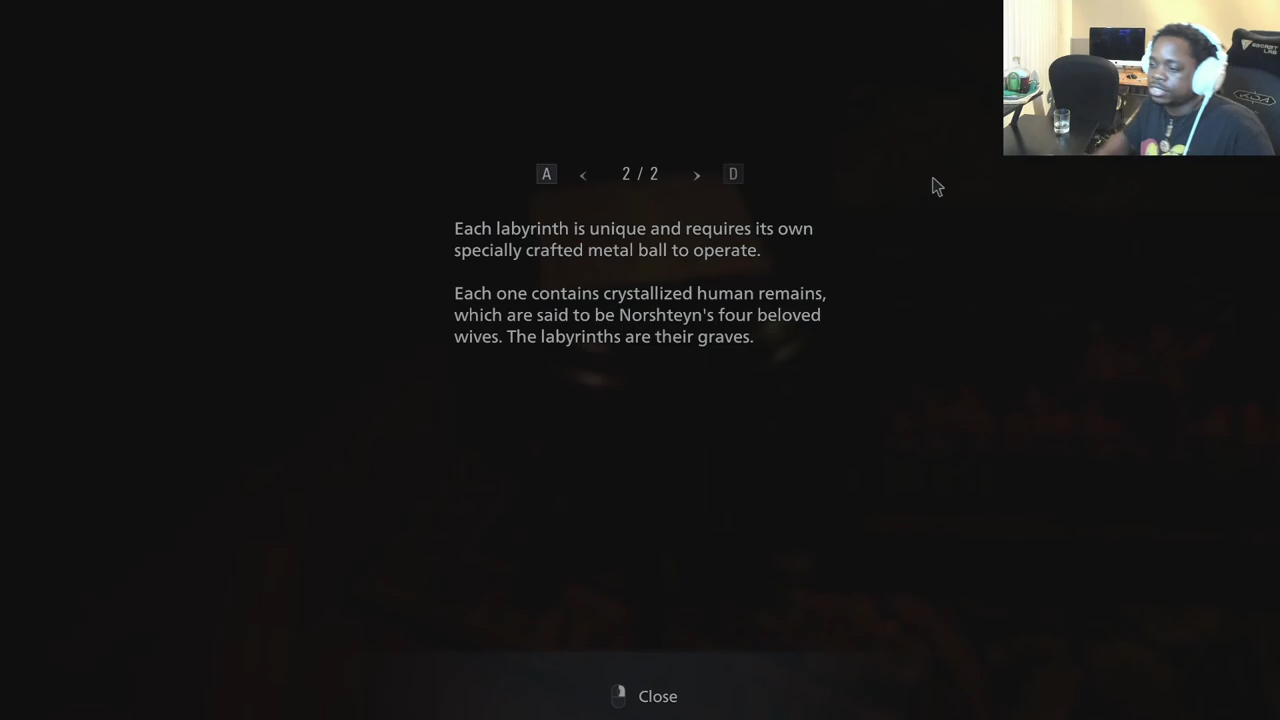 A < 2 / 2 > D
Each labyrinth is unique and requires its own
specially crafted metal ball to operate.
Each one contains crystallized human remains,
which are said to be Norshteyn's four beloved
wives. The labyrinths are their graves.
Close